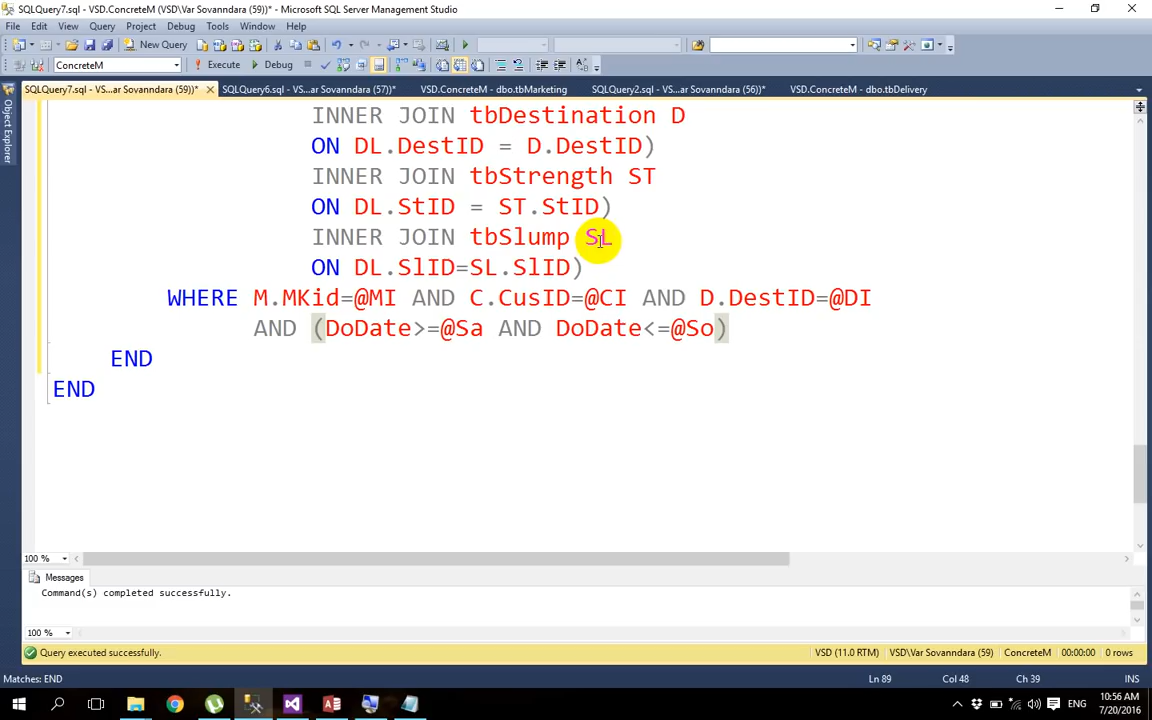 SQLQuery7.sql - VSD.ConcreteM (VSD\Var Sovanndara (59))* - Microsoft SQL Server Management Studio
File Edit View Query Project Debug Tools Window Help
New Query
ConcreteM Execute Debug
SQLQuery7.sql - VS...ar Sovanndara (59))* SQLQuery6.sql - VS...ar Sovanndara (57))* VSD.ConcreteM - dbo.tbMarketing SQLQuery2.sql - VS...ar Sovanndara (56))* VSD.ConcreteM - dbo.tbDelivery
Object Explorer
INNER JOIN tbDestination D
ON DL.DestID = D.DestID)
INNER JOIN tbStrength ST
ON DL.StID = ST.StID)
INNER JOIN tbSlump SL
ON DL.SlID=SL.SlID)
WHERE M.MKid=@MI AND C.CusID=@CI AND D.DestID=@DI
AND (DoDate>=@Sa AND DoDate<=@So)
END
END
100 %
Messages
Command(s) completed successfully.
100 %
Query executed successfully. VSD (11.0 RTM) VSD\Var Sovanndara (59) ConcreteM 00:00:00 0 rows
Matches: END Ln 89 Col 48 Ch 39 INS
ENG 10:56 AM
7/20/2016